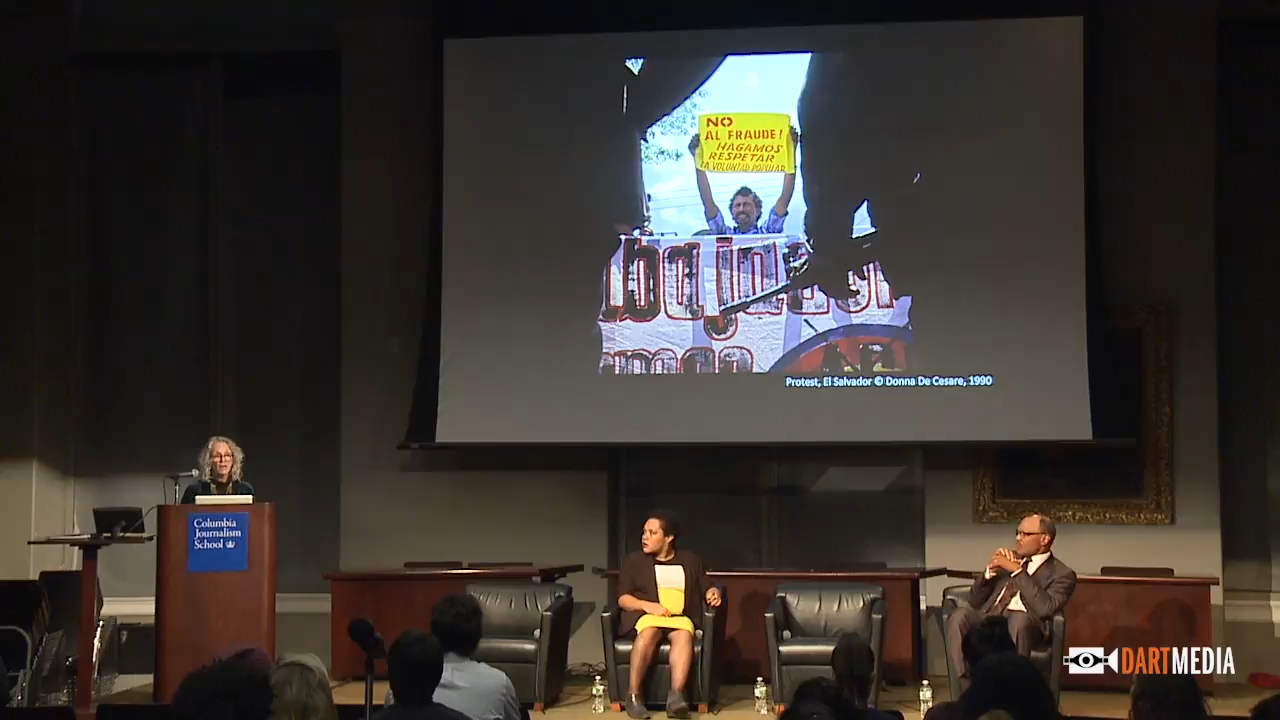 NO
AL FRAUDE!
HAGAMOS
RESPETAR
LA VOLUNTAD POPULAR
Protest, El Salvador © Donna De Cesare, 1990
Columbia
Journalism
School
DARTMEDIA